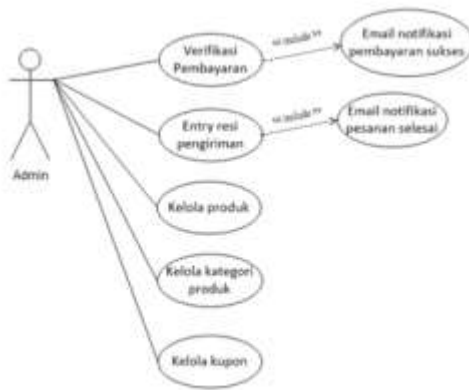 Verifikasi
Pembayaran
<< include >>
Email notifikasi
pembayaran sukses
Entry resi
pengiriman
<< include >>
Email notifikasi
pesanan selesai
Admin
Kelola produk
Kelola kategori
produk
Kelola kupon